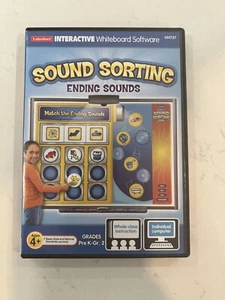 Lakeshore INTERACTIVE Whiteboard Software
SOUND SORTING
ENDING SOUNDS
Match the Ending Sounds
Ages
4+
GRADES
Pre K-Gr. 2
Whole-class
instruction
Individual
computer